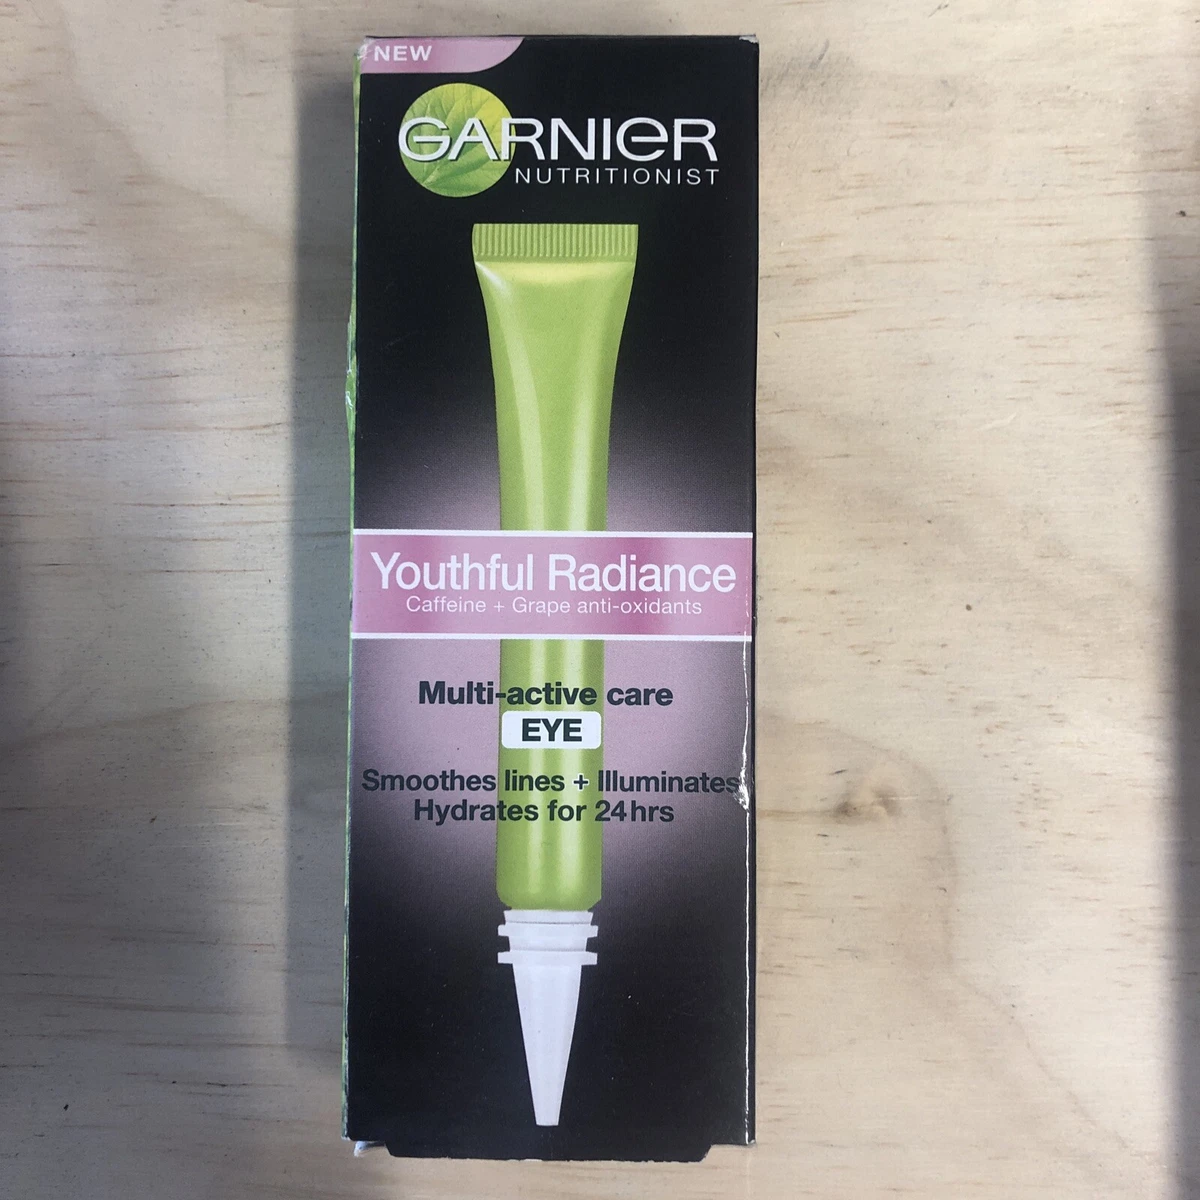 NEW
GARNIER
NUTRITIONIST
Youthful Radiance
Caffeine + Grape anti-oxidants
Multi-active care
EYE
Smoothes lines + Illuminates
Hydrates for 24hrs